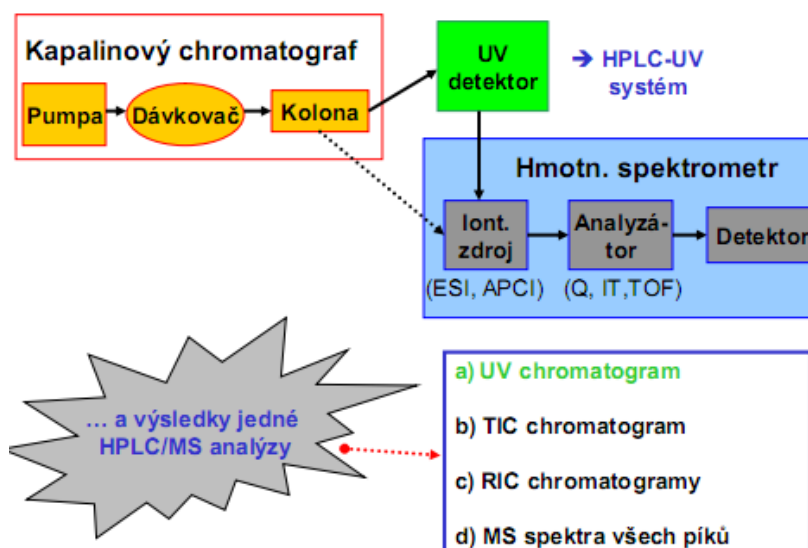 Kapalinový chromatograf
Pumpa
Dávkovač
Kolona
UV
detektor
➔ HPLC-UV
systém
Hmotn. spektrometr
Iont.
zdroj
Analyzá-
tor
Detektor
(ESI, APCI)
(Q, IT,TOF)
... a výsledky jedné
HPLC/MS analýzy
a) UV chromatogram
b) TIC chromatogram
c) RIC chromatogramy
d) MS spektra všech píků